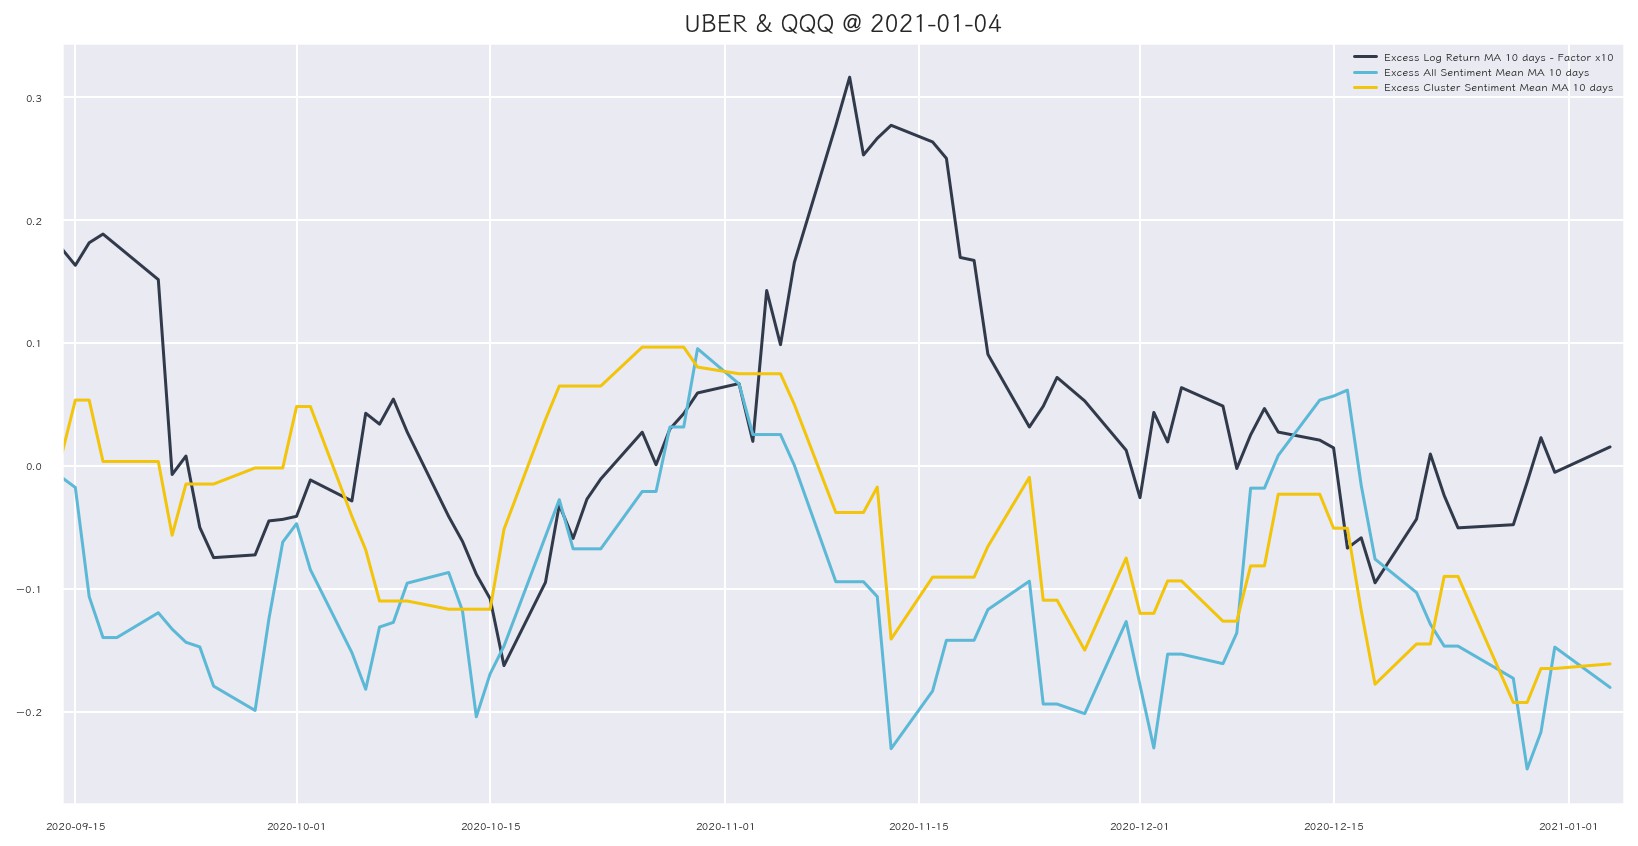 UBER & QQQ @ 2021-01-04
Excess Log Return MA 10 days - Factor x10
Excess All Sentiment Mean MA 10 days
Excess Cluster Sentiment Mean MA 10 days
0.3
0.2
0.1
0.0
−0.1
−0.2
2020-09-15 2020-10-01 2020-10-15 2020-11-01 2020-11-15 2020-12-01 2020-12-15 2021-01-01